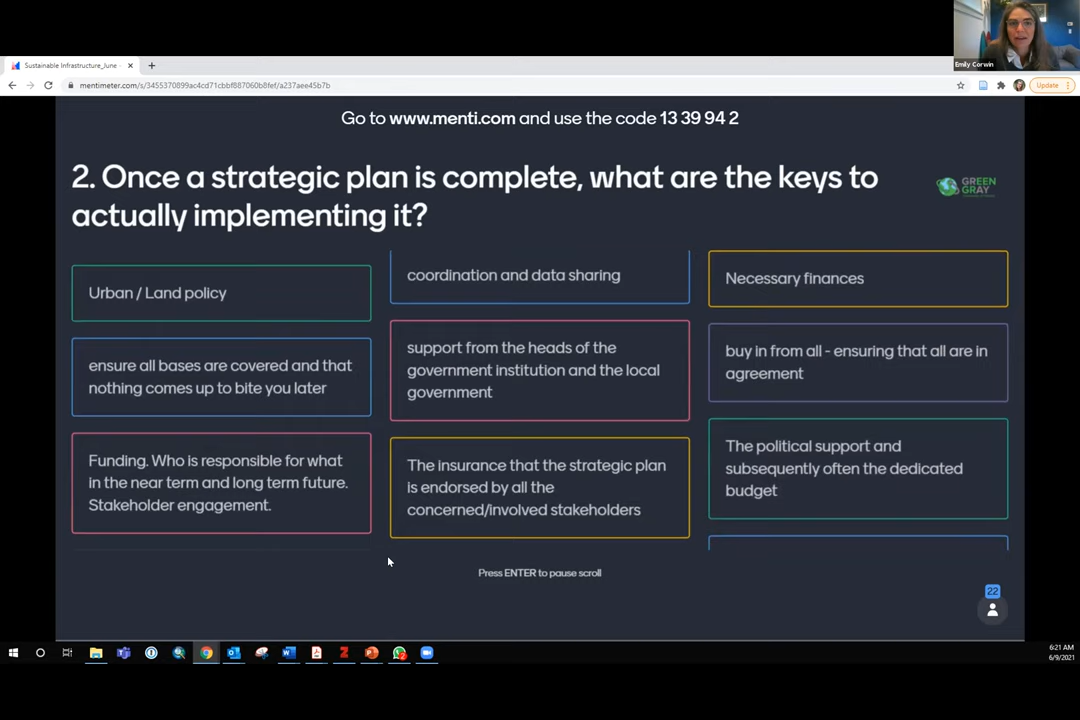 Emily Corwin
Sustainable Infrastructure_June -
mentimeter.com/s/3455370899ac4cd71cbbf887060b8fef/a237aee45b7b
Update
Go to www.menti.com and use the code 13 39 94 2
2. Once a strategic plan is complete, what are the keys to
actually implementing it?
GREEN
GRAY
Urban / Land policy
ensure all bases are covered and that
nothing comes up to bite you later
Funding. Who is responsible for what
in the near term and long term future.
Stakeholder engagement.
coordination and data sharing
support from the heads of the
government institution and the local
government
The insurance that the strategic plan
is endorsed by all the
concerned/involved stakeholders
Necessary finances
buy in from all - ensuring that all are in
agreement
The political support and
subsequently often the dedicated
budget
Press ENTER to pause scroll
22
6:21 AM
6/9/2021